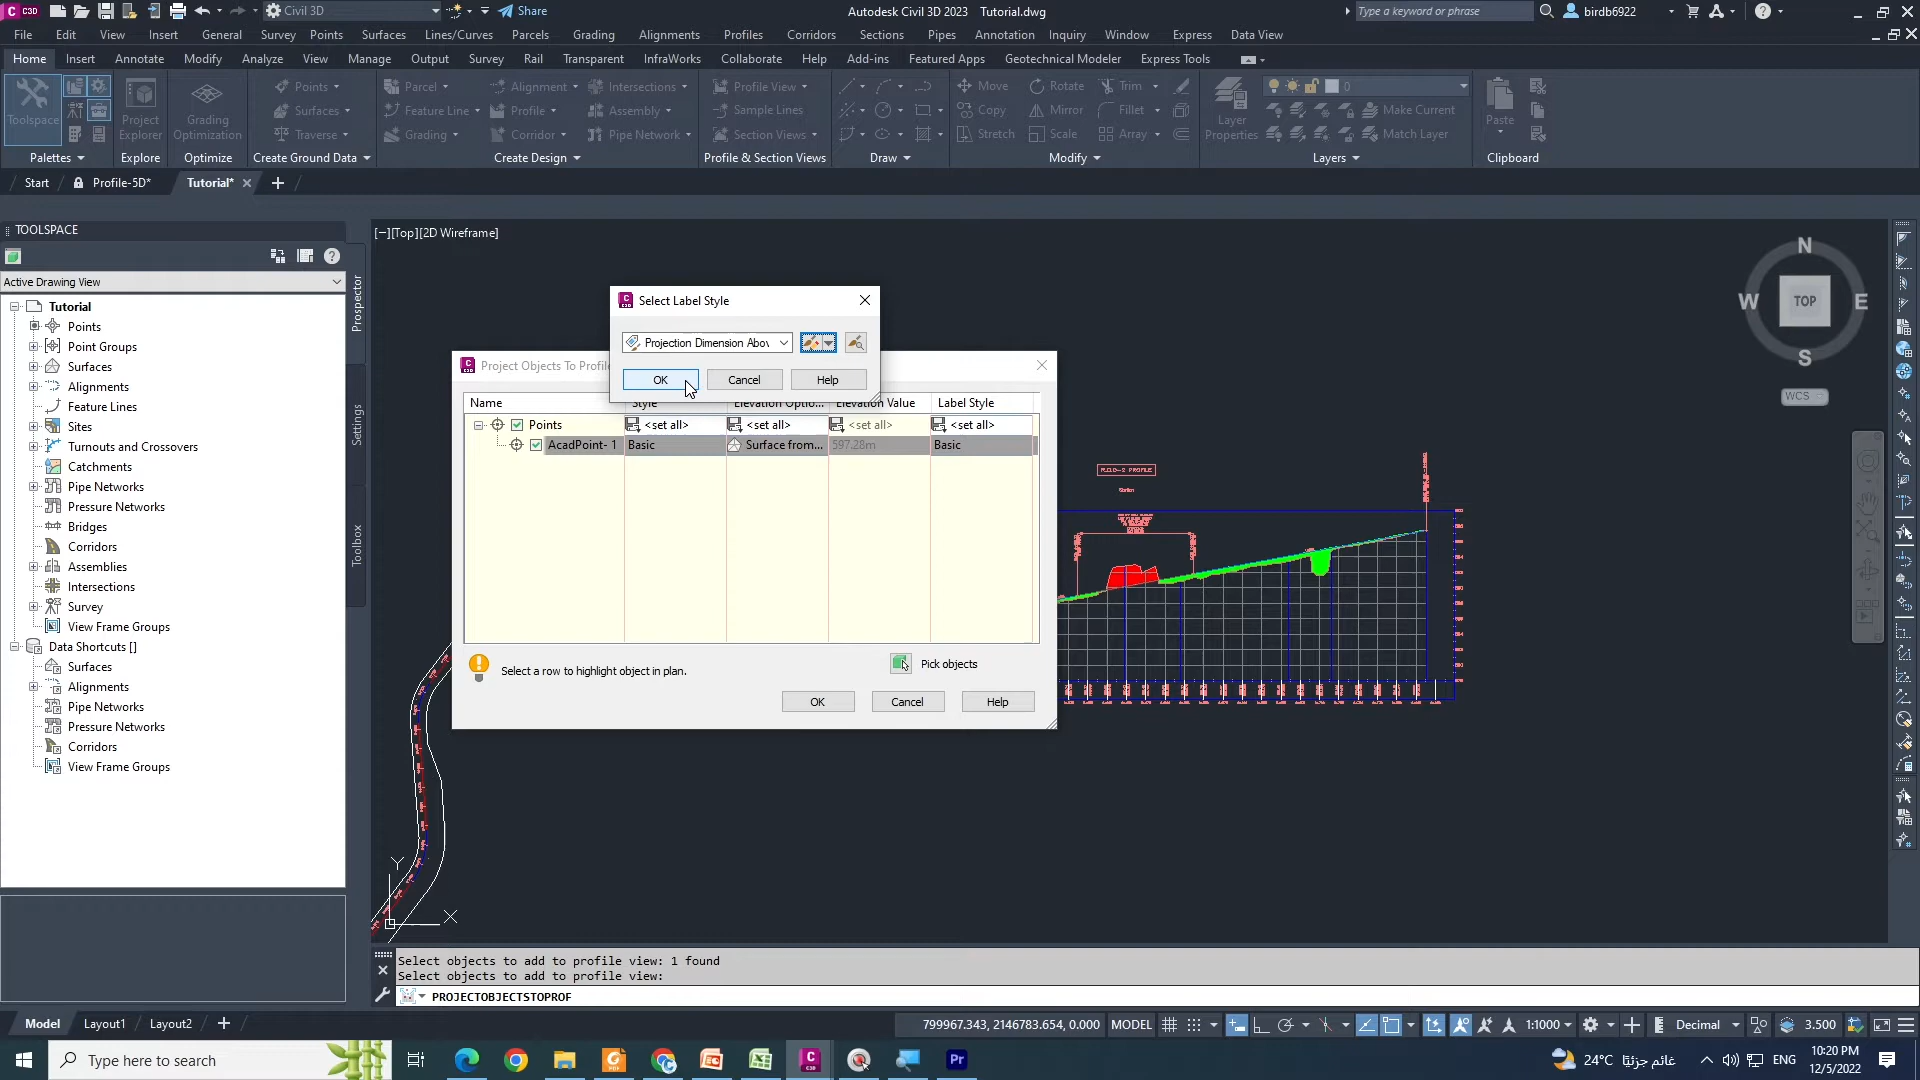 C3D
Civil 3D
Share
Autodesk Civil 3D 2023 Tutorial.dwg
Type a keyword or phrase
birdb6922
File Edit View Insert General Survey Points Surfaces Lines/Curves Parcels Grading Alignments Profiles Corridors Sections Pipes Annotation Inquiry Window Express Data View
Home Insert Annotate Modify Analyze View Manage Output Survey Rail Transparent InfraWorks Collaborate Help Add-ins Featured Apps Geotechnical Modeler Express Tools
Points Parcel Alignment Intersections Profile View Move Rotate Trim 0
Surfaces Feature Line Profile Assembly Sample Lines Copy Mirror Fillet Make Current
Toolspace Project Explorer Grading Optimization Layer Properties Paste
Traverse Grading Corridor Pipe Network Section Views Stretch Scale Array Match Layer
Palettes Explore Optimize Create Ground Data Create Design Profile & Section Views Draw Modify Layers Clipboard
Start Profile-5D* Tutorial*
TOOLSPACE
Active Drawing View
Tutorial
Points
Point Groups
Surfaces
Alignments
Feature Lines
Sites
Turnouts and Crossovers
Catchments
Pipe Networks
Pressure Networks
Bridges
Corridors
Assemblies
Intersections
Survey
View Frame Groups
Data Shortcuts []
Surfaces
Alignments
Pipe Networks
Pressure Networks
Corridors
View Frame Groups
Prospector
Settings
Survey
Toolbox
[−][Top][2D Wireframe]
N
W TOP E
S
WCS
Select Label Style
Projection Dimension Abov
OK Cancel Help
Project Objects To Profile
Name Style Elevation Optio... Elevation Value Label Style
Points <set all> <set all> <set all> <set all>
AcadPoint- 1 Basic Surface from... 597.28m Basic
Select a row to highlight object in plan.
Pick objects
OK Cancel Help
Y
X
Select objects to add to profile view: 1 found
Select objects to add to profile view:
PROJECTOBJECTSTOPROF
Model Layout1 Layout2
799967.343, 2146783.654, 0.000 MODEL 1:1000 Decimal 3.500
Type here to search
Pr
24°C غائم جزئيًا
ENG
10:20 PM
12/5/2022